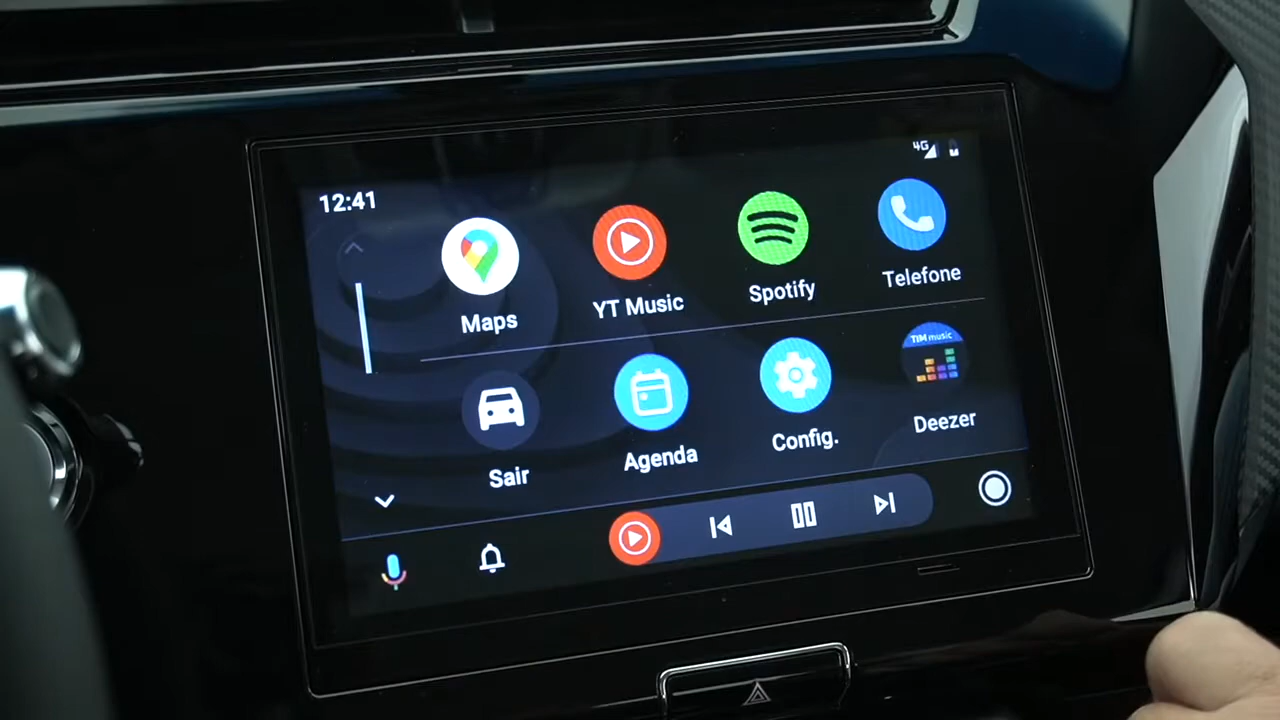 4G
12:41
Maps
YT Music
Spotify
Telefone
TIM music
Sair
Agenda
Config.
Deezer